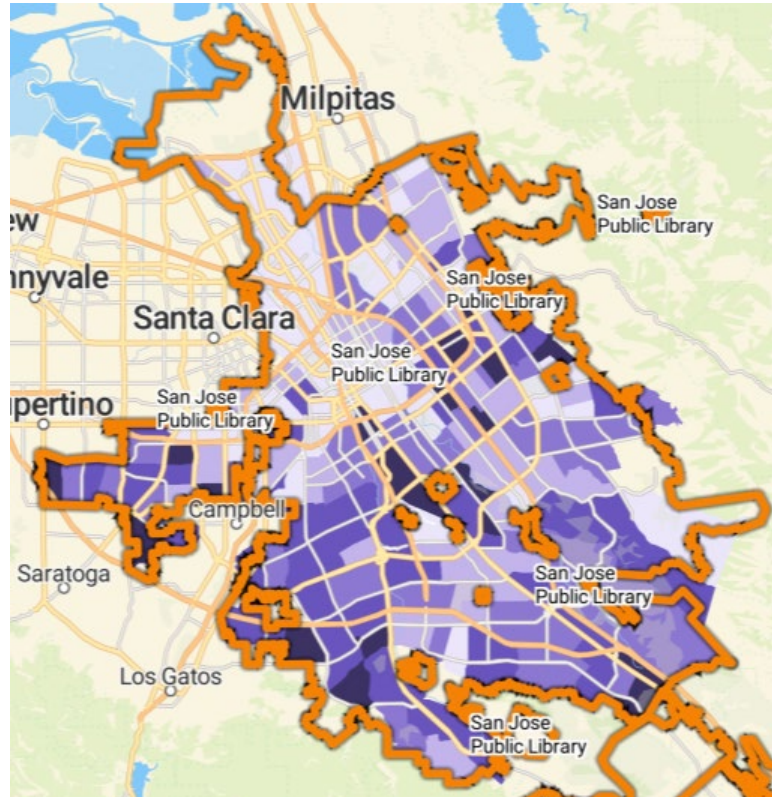 Milpitas
San Jose
Public Library
ew
San Jose
Public Library
nnyvale
Santa Clara
San Jose
Public Library
San Jose
Public Library
upertino
Campbell
Saratoga
San Jose
Public Library
Los Gatos
San Jose
Public Library